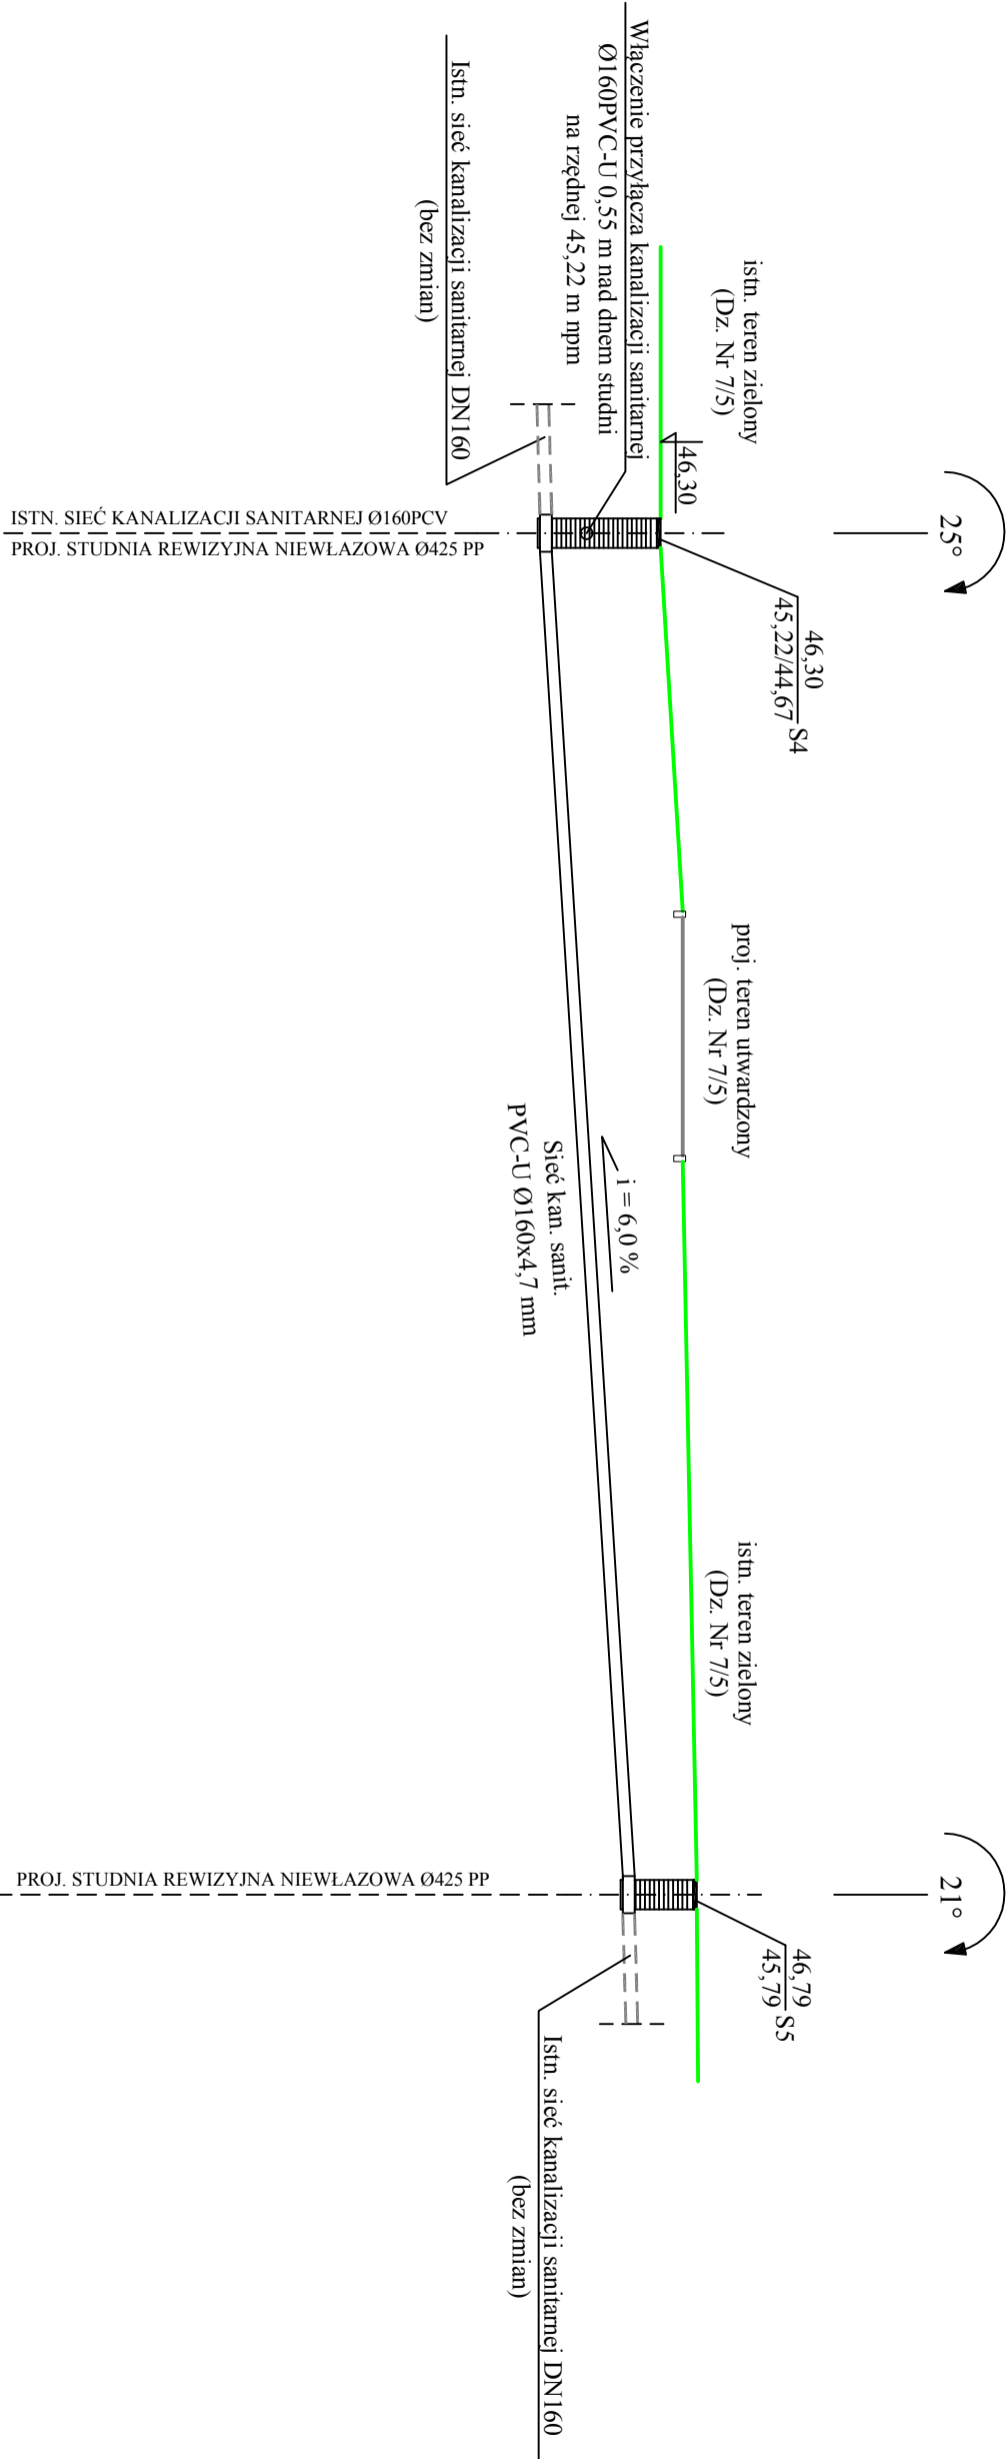 25°
21°
istn. teren zielony
(Dz. Nr 7/5)
46,30
Włączenie przyłącza kanalizacji sanitarnej
Ø160PVC-U 0,55 m nad dnem studni
na rzędnej 45,22 m npm
Istn. sieć kanalizacji sanitarnej DN160
(bez zmian)
46,30
45,22/44,67
S4
proj. teren utwardzony
(Dz. Nr 7/5)
i = 6,0 %
Sieć kan. sanit.
PVC-U Ø160x4,7 mm
istn. teren zielony
(Dz. Nr 7/5)
46,79
45,79
S5
Istn. sieć kanalizacji sanitarnej DN160
(bez zmian)
ISTN. SIEĆ KANALIZACJI SANITARNEJ Ø160PCV
PROJ. STUDNIA REWIZYJNA NIEWŁAZOWA Ø425 PP
PROJ. STUDNIA REWIZYJNA NIEWŁAZOWA Ø425 PP